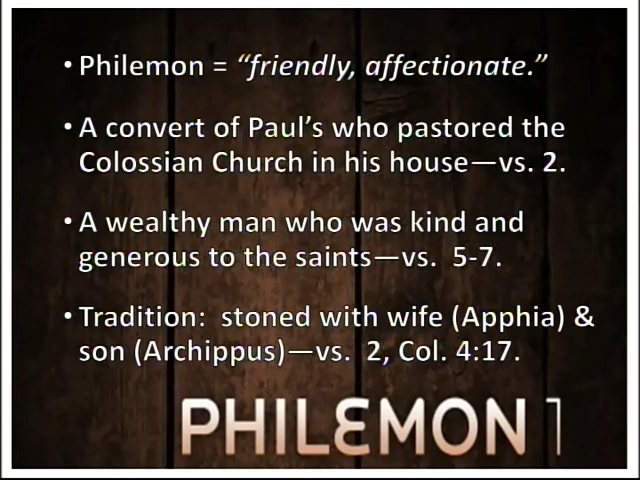 • Philemon = “friendly, affectionate.”
• A convert of Paul’s who pastored the
Colossian Church in his house—vs. 2.
• A wealthy man who was kind and
generous to the saints—vs.  5-7.
• Tradition:  stoned with wife (Apphia) &
son (Archippus)—vs.  2, Col. 4:17.
PHILEMON 1